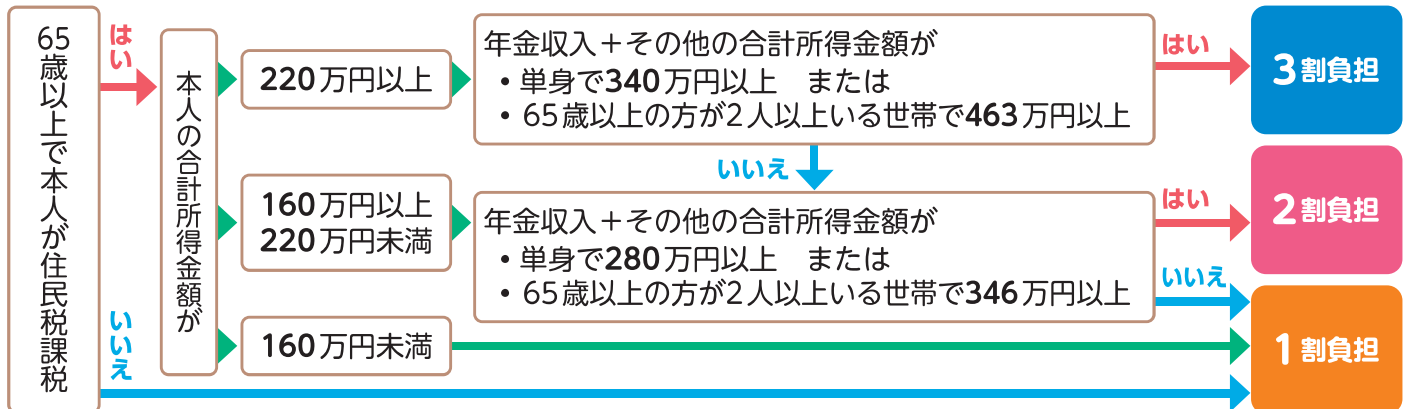 65歳以上で本人が住民税課税
はい
いいえ
本人の合計所得金額が
220万円以上
年金収入＋その他の合計所得金額が
・単身で340万円以上　または
・65歳以上の方が2人以上いる世帯で463万円以上
はい
3割負担
いいえ
160万円以上
220万円未満
年金収入＋その他の合計所得金額が
・単身で280万円以上　または
・65歳以上の方が2人以上いる世帯で346万円以上
はい
2割負担
いいえ
160万円未満
1割負担